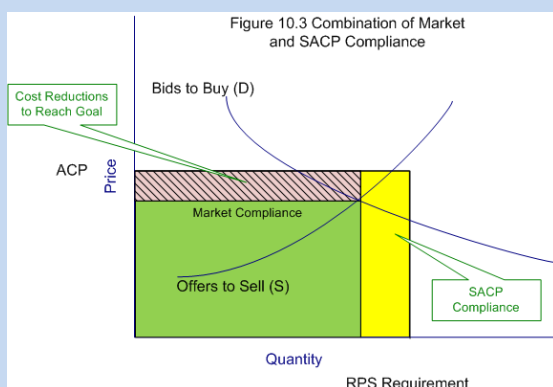 Figure 10.3 Combination of Market
and SACP Compliance
Cost Reductions
to Reach Goal
Bids to Buy (D)
ACP
Price
Market Compliance
Offers to Sell (S)
SACP
Compliance
Quantity
RPS Requirement